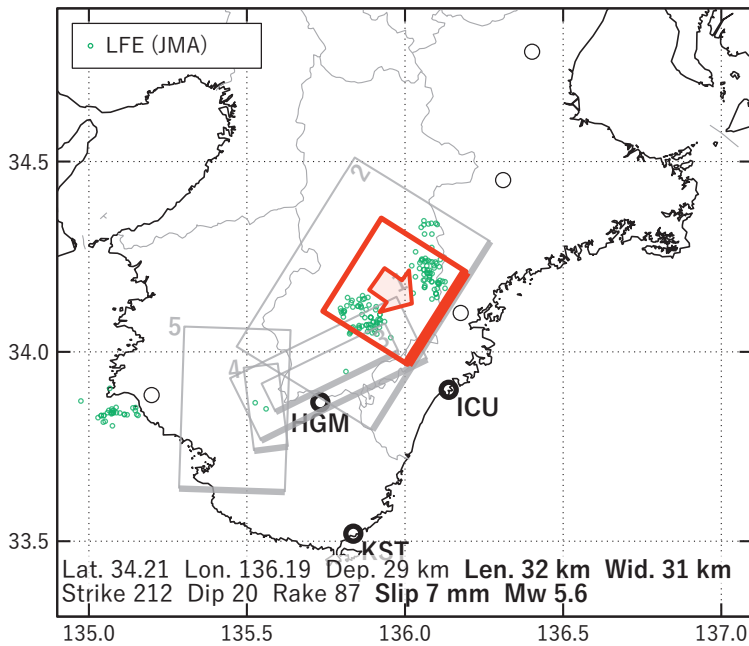 LFE (JMA)
34.5
34.0
33.5
2
1
3
5
4
HGM
ICU
KST
Lat. 34.21 Lon. 136.19 Dep. 29 km Len. 32 km Wid. 31 km
Strike 212 Dip 20 Rake 87 Slip 7 mm Mw 5.6
135.0 135.5 136.0 136.5 137.0